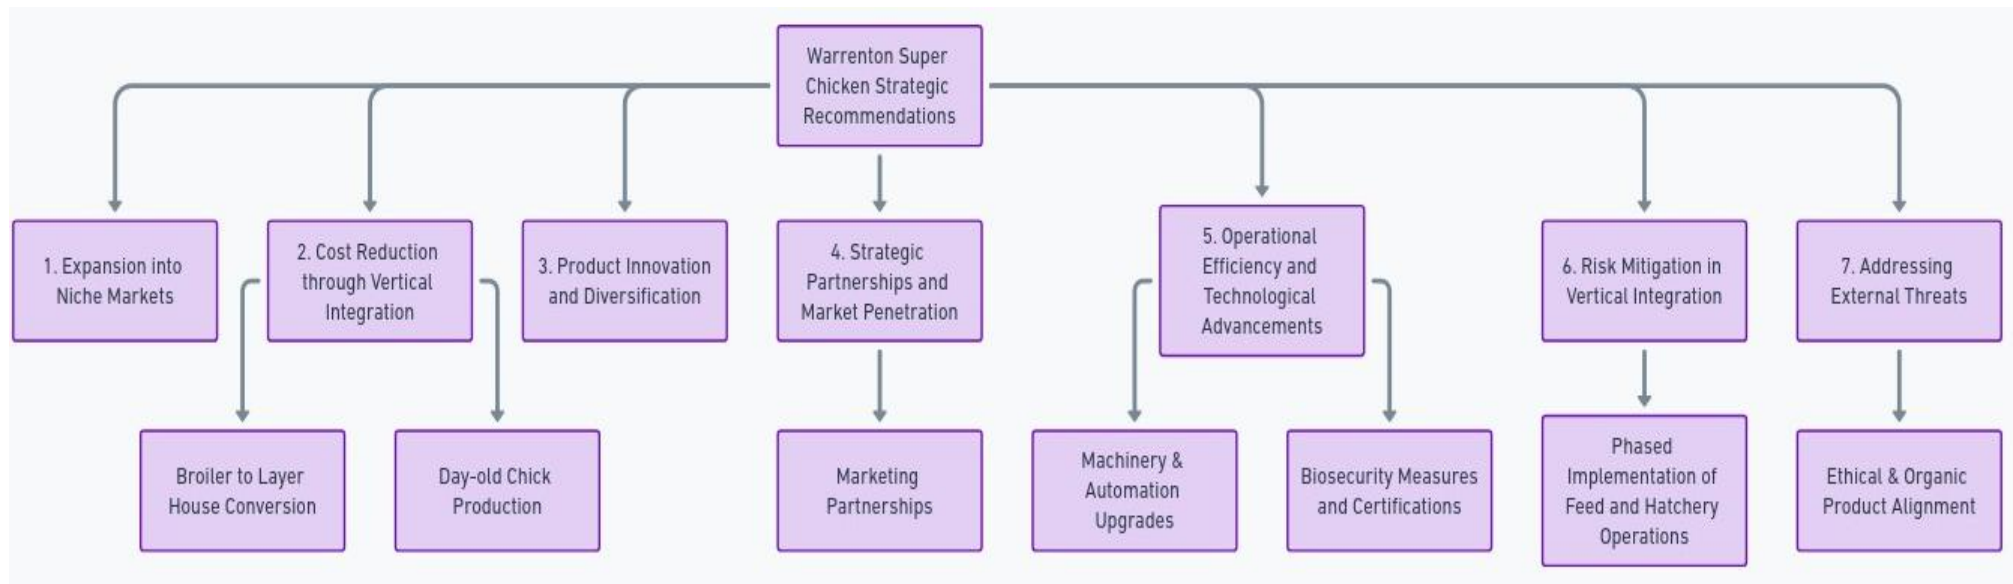 Warrenton Super
Chicken Strategic
Recommendations
1. Expansion into
Niche Markets
2. Cost Reduction
through Vertical
Integration
3. Product Innovation
and Diversification
4. Strategic
Partnerships and
Market Penetration
5. Operational
Efficiency and
Technological
Advancements
6. Risk Mitigation in
Vertical Integration
7. Addressing
External Threats
Broiler to Layer
House Conversion
Day-old Chick
Production
Marketing
Partnerships
Machinery &
Automation
Upgrades
Biosecurity Measures
and Certifications
Phased
Implementation of
Feed and Hatchery
Operations
Ethical & Organic
Product Alignment